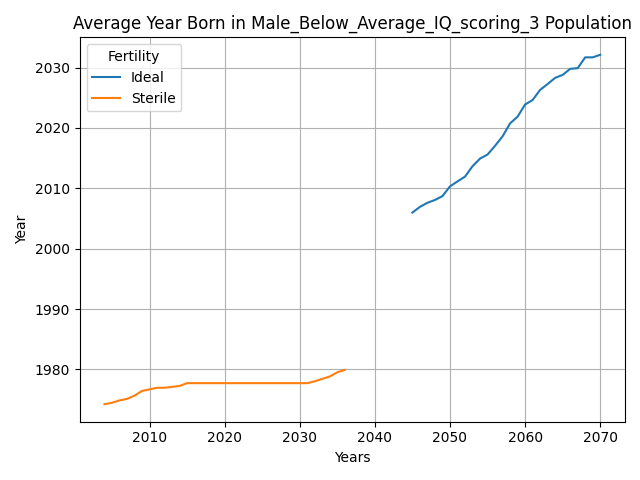 Average Year Born in Male_Below_Average_IQ_scoring_3 Population
Fertility
Ideal
Sterile
Year
2030
2020
2010
2000
1990
1980
2010
2020
2030
2040
2050
2060
2070
Years